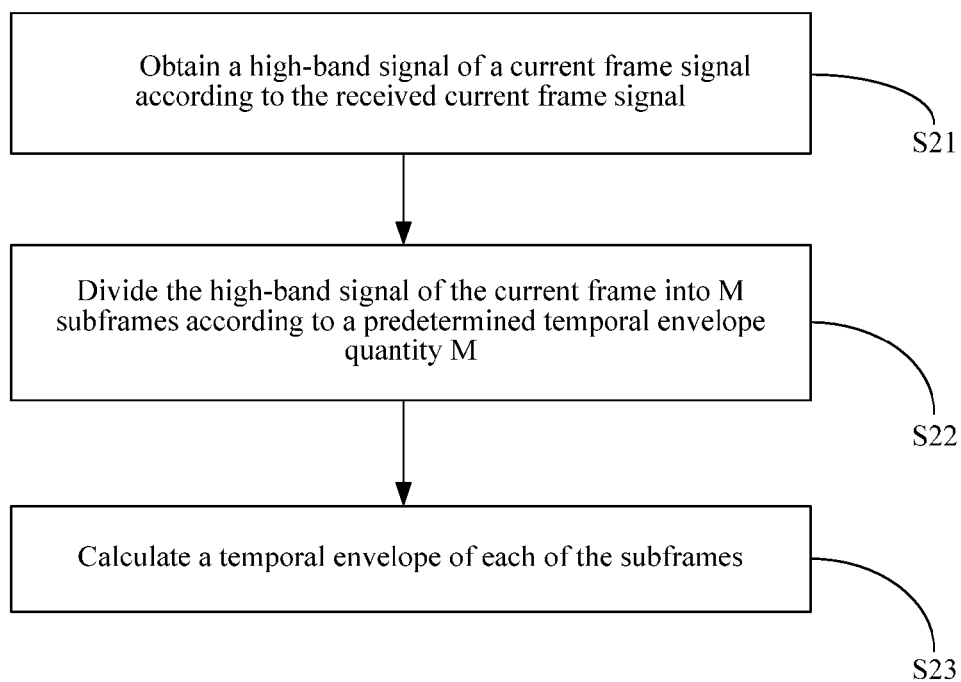 Obtain a high-band signal of a current frame signal
according to the received current frame signal
S21
Divide the high-band signal of the current frame into M
subframes according to a predetermined temporal envelope
quantity M
S22
Calculate a temporal envelope of each of the subframes
S23